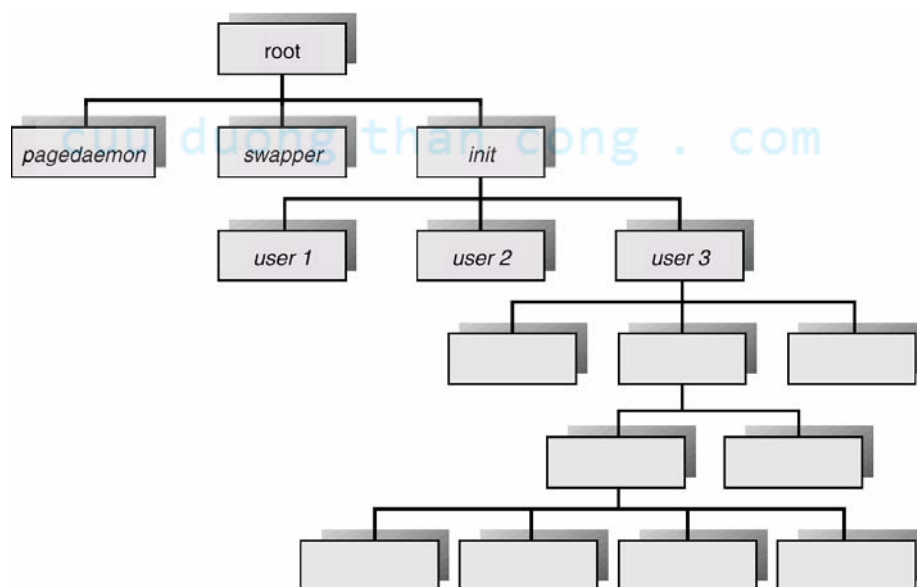 root
cuu duong than cong . com
pagedaemon
swapper
init
user 1
user 2
user 3